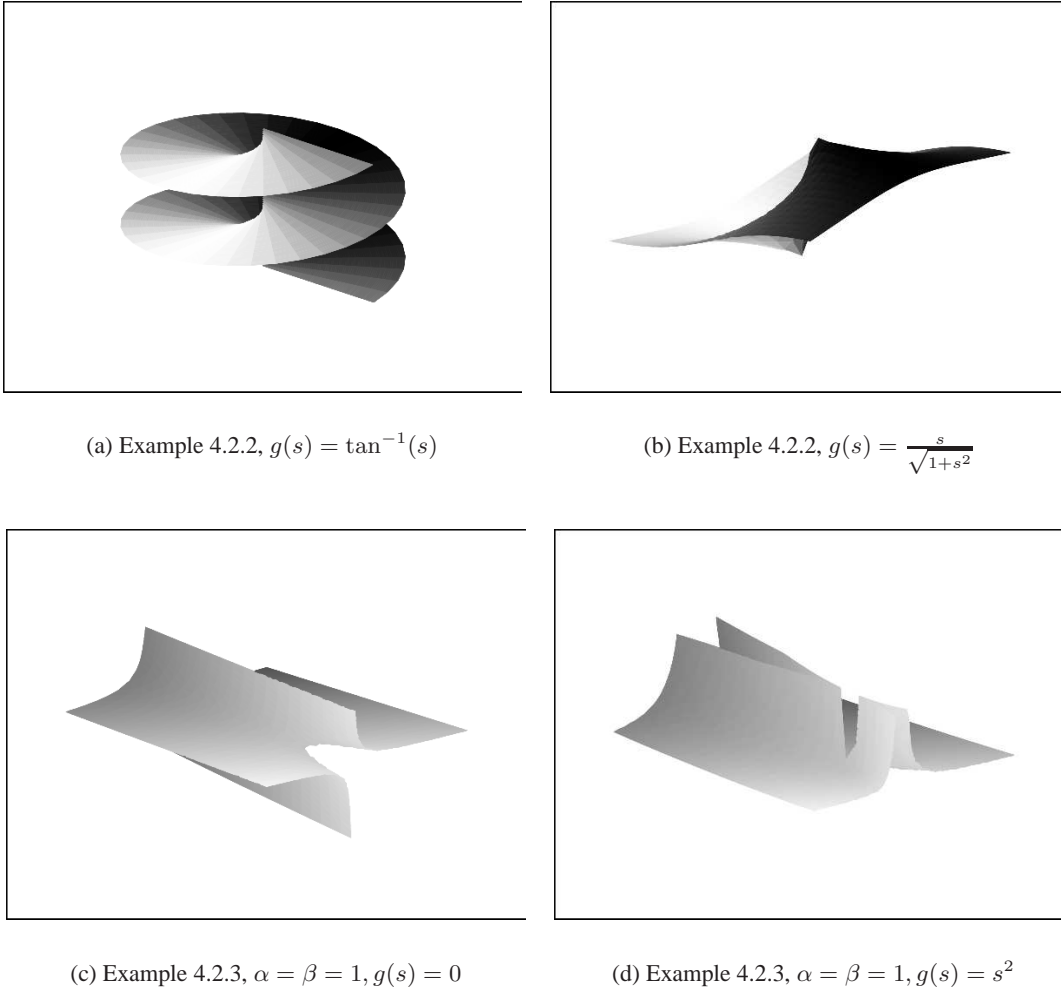 (a) Example 4.2.2, g(s) = tan⁻¹(s)
(b) Example 4.2.2, g(s) = s/√(1+s²)
(c) Example 4.2.3, α = β = 1, g(s) = 0
(d) Example 4.2.3, α = β = 1, g(s) = s²